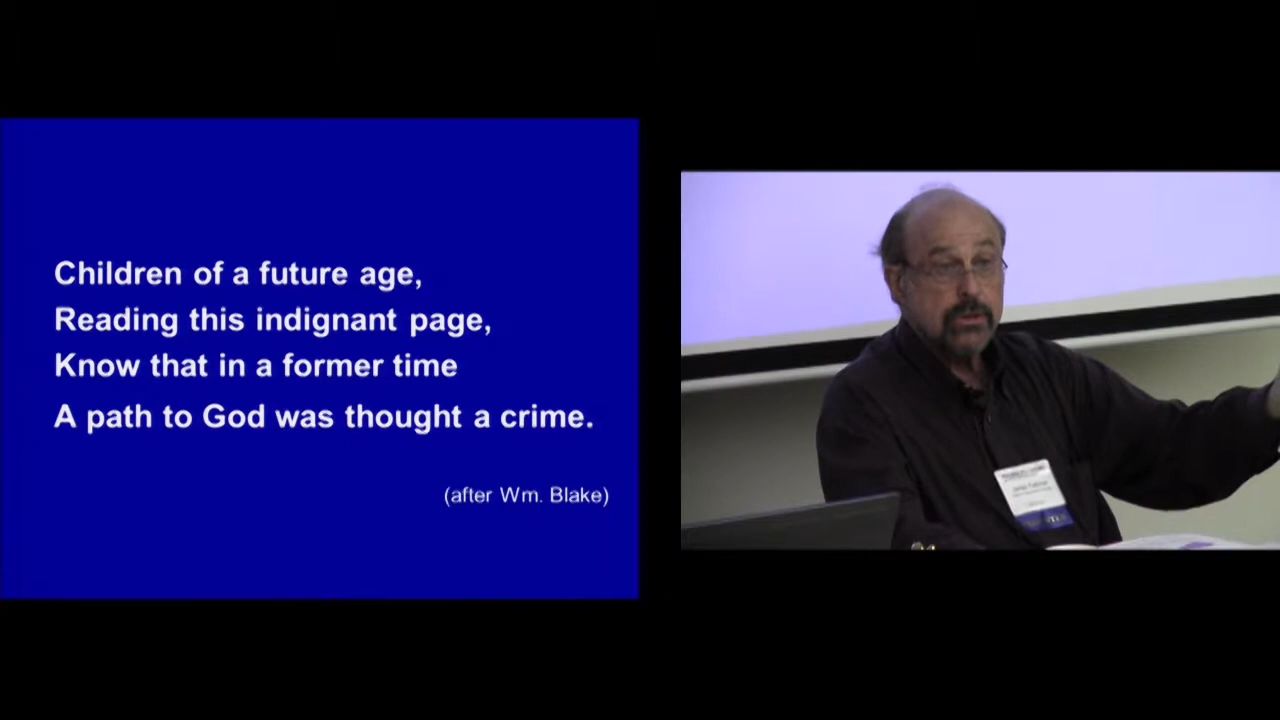 Children of a future age,
Reading this indignant page,
Know that in a former time
A path to God was thought a crime.
(after Wm. Blake)